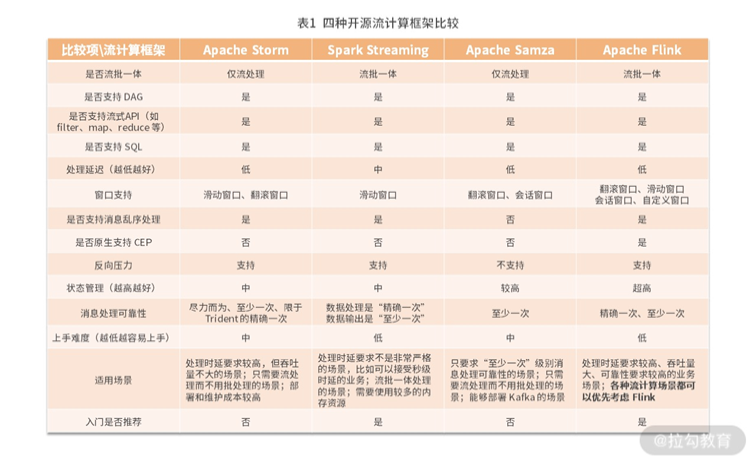 表1 四种开源流计算框架比较
比较项\流计算框架 Apache Storm Spark Streaming Apache Samza Apache Flink
是否流批一体 仅流处理 流批一体 仅流处理 流批一体
是否支持 DAG 是 是 是 是
是否支持流式API（如
filter、map、reduce 等） 是 是 是 是
是否支持 SQL 是 是 是 是
处理延迟（越低越好） 低 中 低 低
窗口支持 滑动窗口、翻滚窗口 滑动窗口 翻滚窗口、会话窗口 翻滚窗口、滑动窗口
会话窗口、自定义窗口
是否支持消息乱序处理 是 是 否 是
是否原生支持 CEP 否 否 否 是
反向压力 支持 支持 不支持 支持
状态管理（越高越好） 中 中 较高 超高
消息处理可靠性 尽力而为、至少一次、限于 数据处理是“精确一次” 至少一次 精确一次、至少一次
Trident 的精确一次 数据输出是“至少一次”
上手难度（越低越容易上手） 中 低 中 低
适用场景
处理时延要求较高，但吞吐
量不大的场景；只需要流处
理而不用批处理的场景；部
署和维护成本较高
处理时延要求不是非常严格
的场景，比如可以接受秒级
时延的业务；流批一体处理
的场景；需要使用较多的内
存资源
只要求“至少一次”级别消
息处理可靠性的场景；只需
要流处理而不用批处理的场
景；能够部署 Kafka 的场景
处理时延要求较高、吞吐量
大、可靠性要求较高的业务
场景；各种流计算场景都可
以优先考虑 Flink
入门是否推荐 否 是 否 是
@拉勾教育